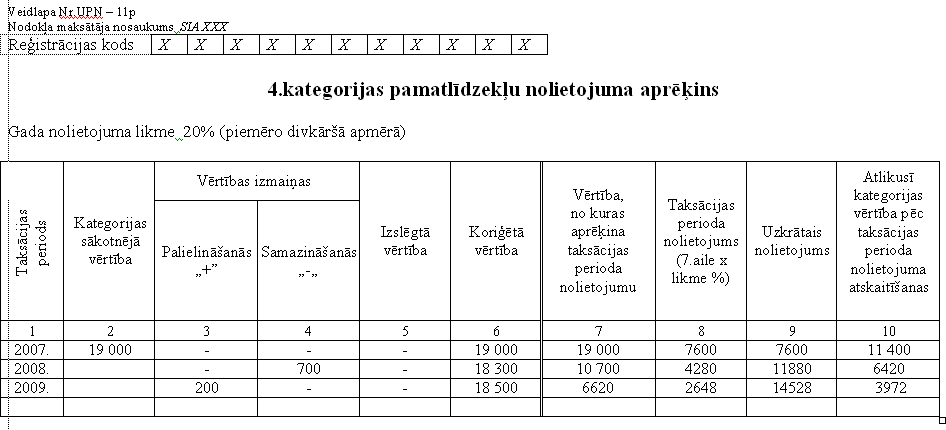 Veidlapa Nr.UPN – 11p
Nodokļa maksātāja nosaukums SIA XXX
Reģistrācijas kods X X X X X X X X X X X
4.kategorijas pamatlīdzekļu nolietojuma aprēķins
Gada nolietojuma likme 20% (piemēro divkāršā apmērā)
Taksācijas
periods
Kategorijas
sākotnējā
vērtība
Vērtības izmaiņas
Palielināšanās
„+”
Samazināšanās
„-„
Izslēgtā
vērtība
Koriģētā
vērtība
Vērtība,
no kuras
aprēķina
taksācijas
perioda
nolietojumu
Taksācijas
perioda
nolietojums
(7.aile x
likme %)
Uzkrātais
nolietojums
Atlikusī
kategorijas
vērtība pēc
taksācijas
perioda
nolietojuma
atskaitīšanas
1 2 3 4 5 6 7 8 9 10
2007. 19 000 - - - 19 000 19 000 7600 7600 11 400
2008. - 700 - 18 300 10 700 4280 11880 6420
2009. 200 - - 18 500 6620 2648 14528 3972